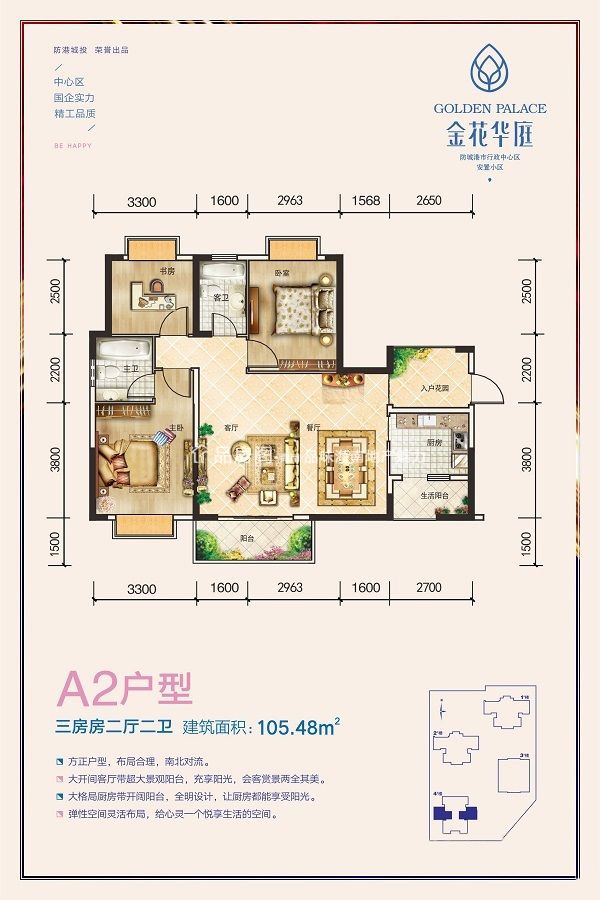 防港城投 荣誉出品
中心区
国企实力
精工品质
BE HAPPY
GOLDEN PALACE
金花华庭
防城港市行政中心区
安置小区
3300 1600 2963 1568 2650
2500
2200
3800
1500
2500
2200
3800
1500
书房
客卫
卧室
主卫
入户花园
主卧
客厅
餐厅
厨房
生活阳台
阳台
3300 1600 2963 1600 2700
A2户型
三房房二厅二卫 建筑面积：105.48m²
方正户型，布局合理，南北对流。
大开间客厅带超大景观阳台，充享阳光，会客赏景两全其美。
大格局厨房带开阔阳台，全明设计，让厨房都能享受阳光。
弹性空间灵活布局，给心灵一个悦享生活的空间。
1#楼
2#楼
3#楼
4#楼